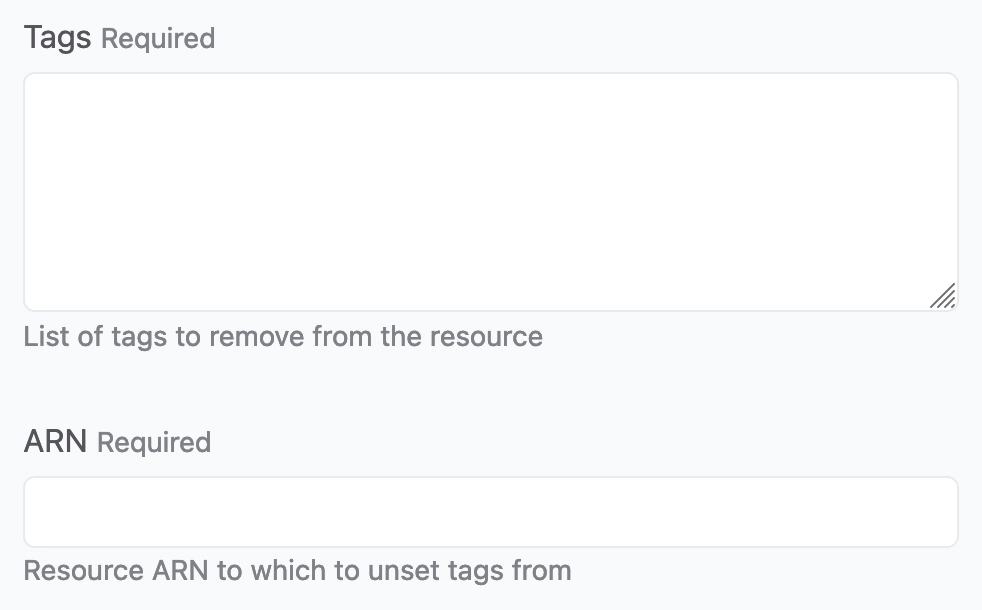 Tags Required
List of tags to remove from the resource
ARN Required
Resource ARN to which to unset tags from